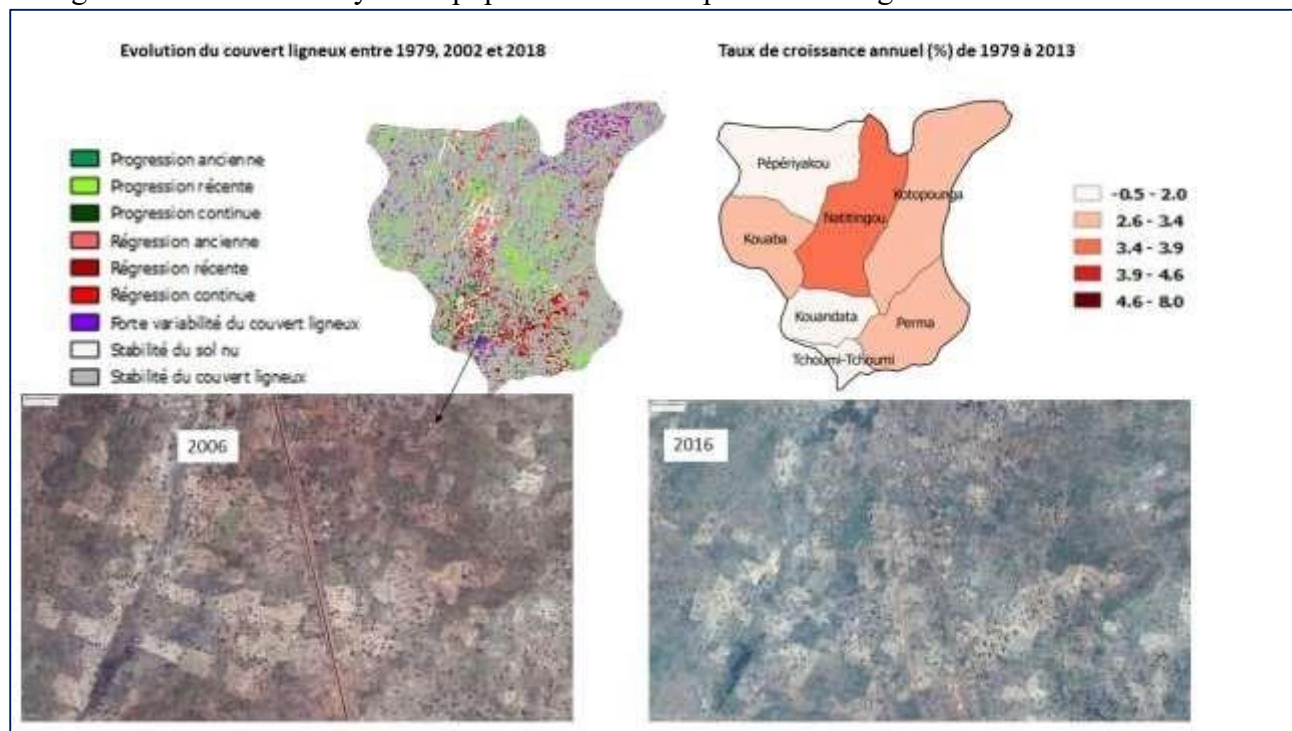 Evolution du couvert ligneux entre 1979, 2002 et 2018
Progression ancienne
Progression récente
Progression continue
Régression ancienne
Régression récente
Régression continue
Forte variabilité du couvert ligneux
Stabilité du sol nu
Stabilité du couvert ligneux
Taux de croissance annuel (%) de 1979 à 2013
Pépériyakou
Kotopounga
Natitingou
Kouaba
Kouandata
Perma
Tchoumi-Tchoumi
-0.5 - 2.0
2.6 - 3.4
3.4 - 3.9
3.9 - 4.6
4.6 - 8.0
2006
2016